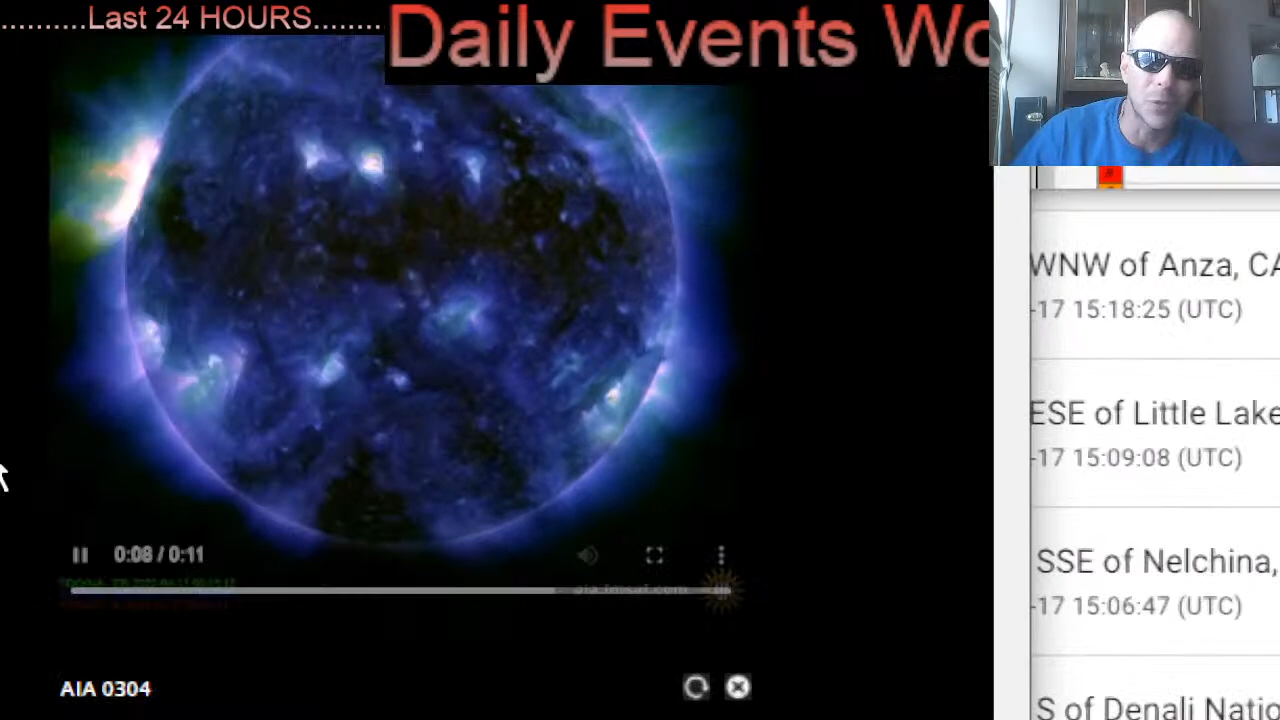 ..........Last 24 HOURS........
Daily Events Wo
WNW of Anza, CA
-17 15:18:25 (UTC)
ESE of Little Lake
-17 15:09:08 (UTC)
SSE of Nelchina,
-17 15:06:47 (UTC)
S of Denali Natio
0:08 / 0:11
AIA 0304